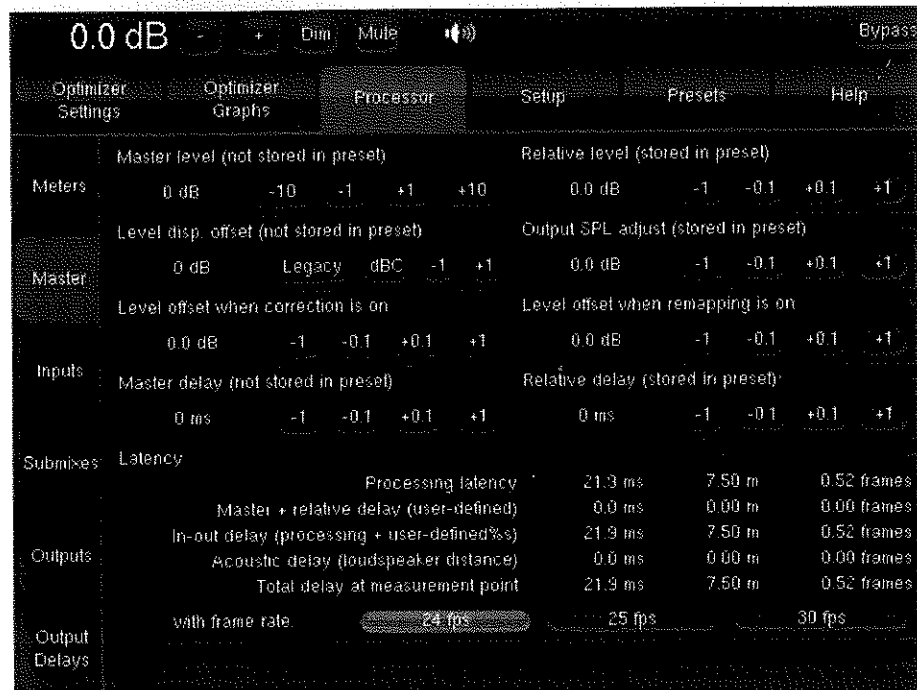 0.0 dB - + Dim Mute Bypass
Optimizer Settings Optimizer Graphs Processor Setup Presets Help
Meters
Master
Inputs
Submixes
Outputs
Output Delays
Master level (not stored in preset) Relative level (stored in preset)
0 dB -10 -1 +1 +10 0.0 dB -1 -0.1 +0.1 +1
Level disp. offset (not stored in preset) Output SPL adjust (stored in preset)
0 dB Legacy dBC -1 +1 0.0 dB -1 -0.1 +0.1 +1
Level offset when correction is on Level offset when remapping is on
0.0 dB -1 -0.1 +0.1 +1 0.0 dB -1 -0.1 +0.1 +1
Master delay (not stored in preset) Relative delay (stored in preset)
0 ms -1 -0.1 +0.1 +1 0 ms -1 -0.1 +0.1 +1
Latency
Processing latency 21.9 ms 7.50 m 0.52 frames
Master + relative delay (user-defined) 0.0 ms 0.00 m 0.00 frames
In-out delay (processing + user-defined%s) 21.9 ms 7.50 m 0.52 frames
Acoustic delay (loudspeaker distance) 0.0 ms 0.00 m 0.00 frames
Total delay at measurement point 21.9 ms 7.50 m 0.52 frames
with frame rate. 24 fps 25 fps 30 fps